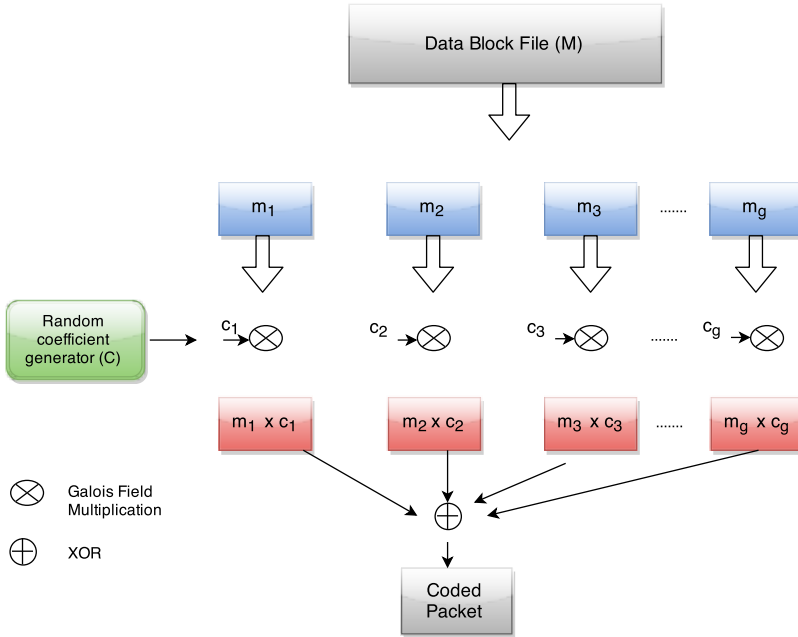 Data Block File (M)
m1 m2 m3 ....... mg
Random
coefficient
generator (C)
c1 c2 c3 ....... cg
m1 x c1 m2 x c2 m3 x c3 ....... mg x cg
Galois Field
Multiplication
XOR
Coded
Packet